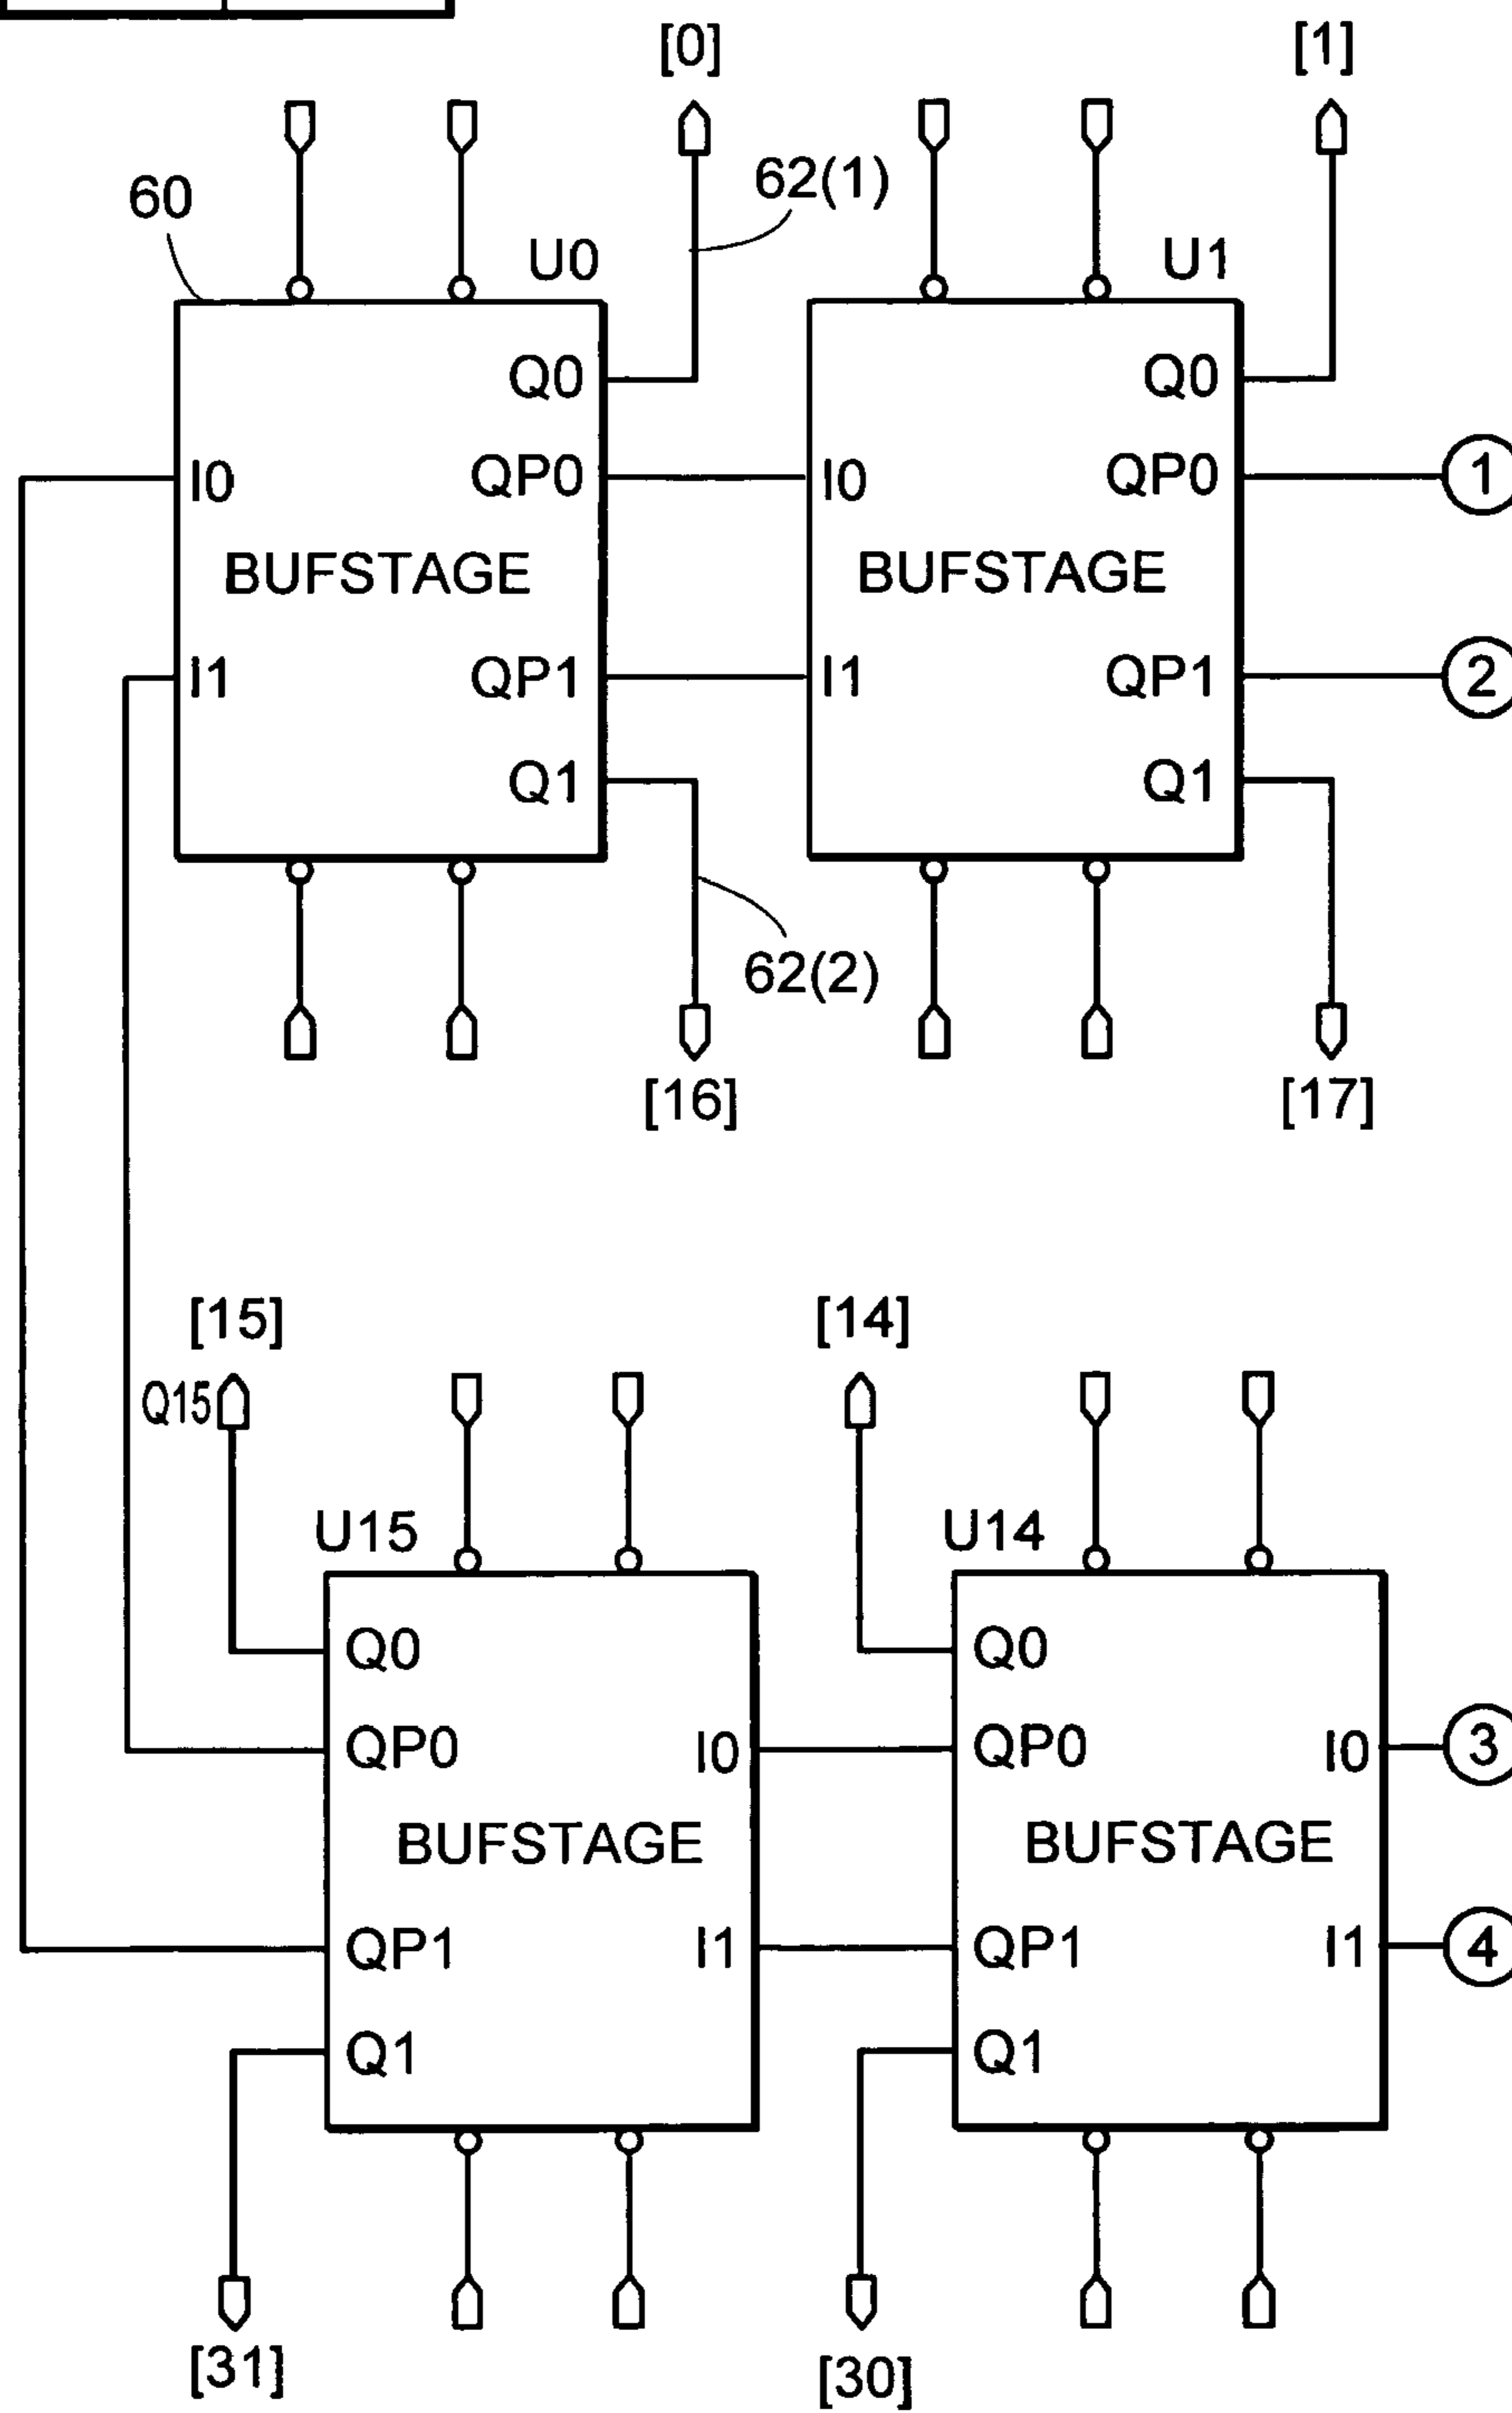 [0] [1]
62(1)
60
U0 U1
Q0 Q0
I0 QP0 I0 QP0 1
BUFSTAGE BUFSTAGE
I1 QP1 I1 QP1 2
Q1 Q1
62(2)
[16] [17]
[15] [14]
Q15
U15 U14
Q0 Q0
QP0 I0 QP0 I0 3
BUFSTAGE BUFSTAGE
QP1 I1 QP1 I1 4
Q1 Q1
[31] [30]